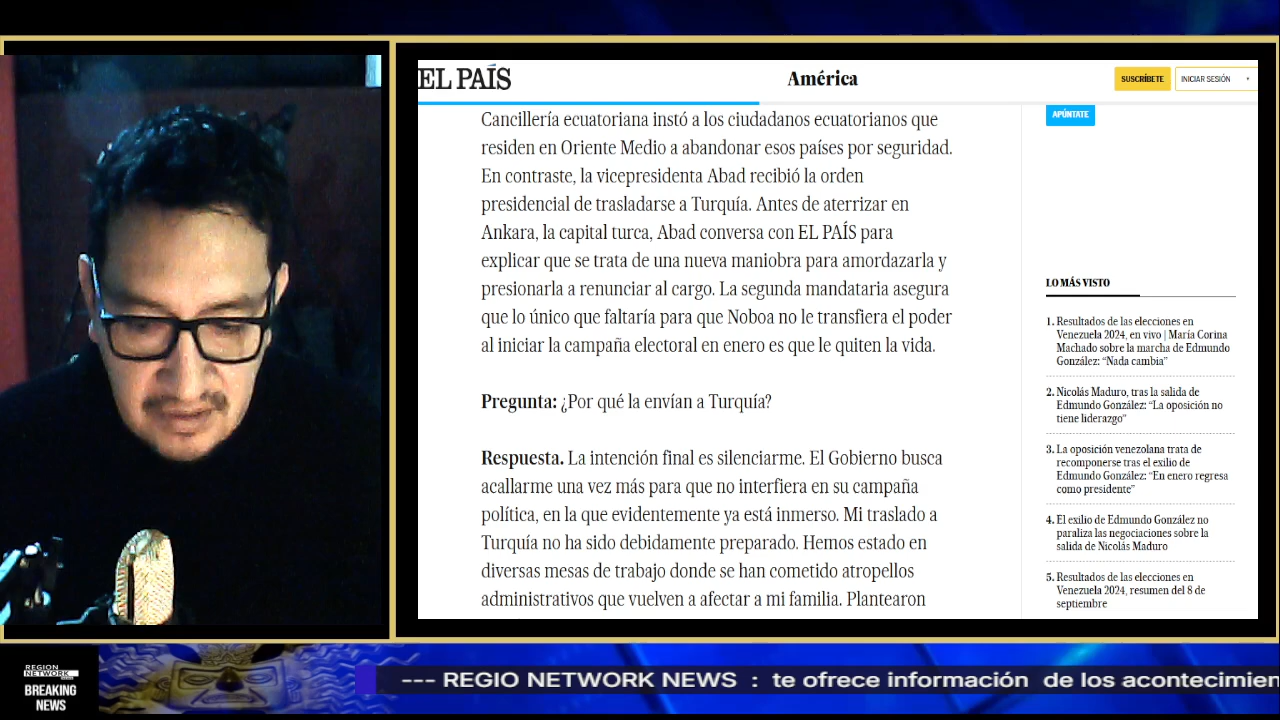 EL PAÍS
América
SUSCRÍBETE
INICIAR SESIÓN
Cancillería ecuatoriana instó a los ciudadanos ecuatorianos que
residen en Oriente Medio a abandonar esos países por seguridad.
En contraste, la vicepresidenta Abad recibió la orden
presidencial de trasladarse a Turquía. Antes de aterrizar en
Ankara, la capital turca, Abad conversa con EL PAÍS para
explicar que se trata de una nueva maniobra para amordazarla y
presionarla a renunciar al cargo. La segunda mandataria asegura
que lo único que faltaría para que Noboa no le transfiera el poder
al iniciar la campaña electoral en enero es que le quiten la vida.
Pregunta: ¿Por qué la envían a Turquía?
Respuesta. La intención final es silenciarme. El Gobierno busca
acallarme una vez más para que no interfiera en su campaña
política, en la que evidentemente ya está inmerso. Mi traslado a
Turquía no ha sido debidamente preparado. Hemos estado en
diversas mesas de trabajo donde se han cometido atropellos
administrativos que vuelven a afectar a mi familia. Plantearon
APÚNTATE
LO MÁS VISTO
1. Resultados de las elecciones en
Venezuela 2024, en vivo | María Corina
Machado sobre la marcha de Edmundo
González: “Nada cambia”
2. Nicolás Maduro, tras la salida de
Edmundo González: “La oposición no
tiene liderazgo”
3. La oposición venezolana trata de
recomponerse tras el exilio de
Edmundo González: “En enero regresa
como presidente”
4. El exilio de Edmundo González no
paraliza las negociaciones sobre la
salida de Nicolás Maduro
5. Resultados de las elecciones en
Venezuela 2024, resumen del 8 de
septiembre
REGION
NETWORK
BREAKING
NEWS
--- REGIO NETWORK NEWS : te ofrece información de los acontecimien